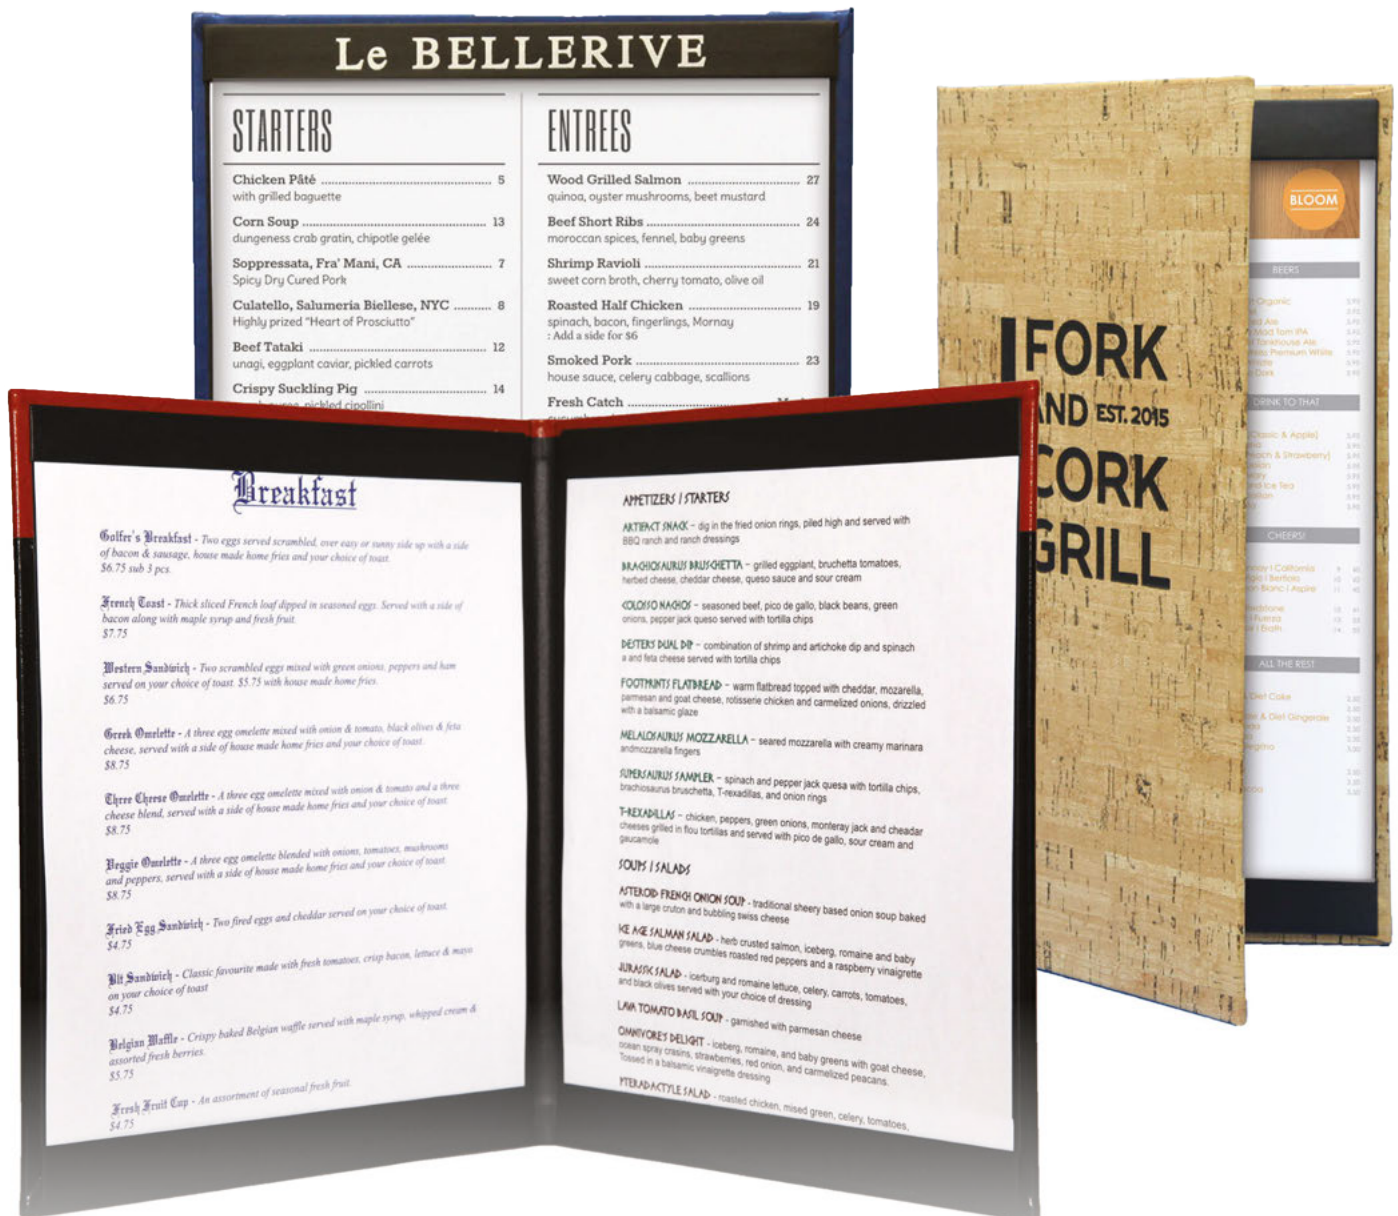 Le BELLERIVE
STARTERS
Chicken Pâté 5
with grilled baguette
Corn Soup 13
dungeness crab gratin, chipotle gelée
Soppressata, Fra' Mani, CA 7
Spicy Dry Cured Pork
Culatello, Salumeria Biellese, NYC 8
Highly prized "Heart of Prosciutto"
Beef Tataki 12
unagi, eggplant caviar, pickled carrots
Crispy Suckling Pig 14
pickled cipollini
ENTREES
Wood Grilled Salmon 27
quinoa, oyster mushrooms, beet mustard
Beef Short Ribs 24
moroccan spices, fennel, baby greens
Shrimp Ravioli 21
sweet corn broth, cherry tomato, olive oil
Roasted Half Chicken 19
spinach, bacon, fingerlings, Mornay
: Add a side for $6
Smoked Pork 23
house sauce, celery cabbage, scallions
Fresh Catch
FORK
AND EST. 2015
CORK
GRILL
BLOOM
BEERS
Organic
Ale
Mad Tom IPA
Tankhouse Ale
Premium White
Dark
DRINK TO THAT
Classic & Apple)
& Strawberry)
Ice Tea
CHEERS!
California
Blanc | Aspire
ALL THE REST
Diet Coke
& Diet Gingerale
Breakfast
Golfer's Breakfast - Two eggs served scrambled, over easy or sunny side up with a side
of bacon & sausage, house made home fries and your choice of toast.
$6.75 sub 3 pcs.
French Toast - Thick sliced French loaf dipped in seasoned eggs. Served with a side of
bacon along with maple syrup and fresh fruit.
$7.75
Western Sandwich - Two scrambled eggs mixed with green onions, peppers and ham
served on your choice of toast. $5.75 with house made home fries.
$6.75
Greek Omelette - A three egg omelette mixed with onion & tomato, black olives & feta
cheese, served with a side of house made home fries and your choice of toast.
$8.75
Three Cheese Omelette - A three egg omelette mixed with onion & tomato and a three
cheese blend, served with a side of house made home fries and your choice of toast.
$8.75
Veggie Omelette - A three egg omelette blended with onions, tomatoes, mushrooms
and peppers, served with a side of house made home fries and your choice of toast.
$8.75
Fried Egg Sandwich - Two fired eggs and cheddar served on your choice of toast.
$4.75
Blt Sandwich - Classic favourite made with fresh tomatoes, crisp bacon, lettuce & mayo
on your choice of toast
$4.75
Belgian Waffle - Crispy baked Belgian waffle served with maple syrup, whipped cream &
assorted fresh berries.
$5.75
Fresh Fruit Cup - An assortment of seasonal fresh fruit.
$4.75
APPETIZERS / STARTERS
ARTIFACT SNACK – dig in the fried onion rings, piled high and served with
BBQ ranch and ranch dressings
BRACHIOSAURUS BRUSCHETTA – grilled eggplant, bruchetta tomatoes,
herbed cheese, cheddar cheese, queso sauce and sour cream
COLOSSO NACHOS – seasoned beef, pico de gallo, black beans, green
onions, pepper jack queso served with tortilla chips
DESTERS DUAL DIP – combination of shrimp and artichoke dip and spinach
a and feta cheese served with tortilla chips
FOOTPRINTS FLATBREAD – warm flatbread topped with cheddar, mozarella,
parmesan and goat cheese, rotisserie chicken and carmelized onions, drizzled
with a balsamic glaze
MELALOSAURUS MOZZARELLA – seared mozzarella with creamy marinara
andmozzarella fingers
SUPERSAURUS SAMPLER – spinach and pepper jack quesa with tortilla chips,
brachiosaurus bruschetta, T-rexadillas, and onion rings
T-REXADILLAS – chicken, peppers, green onions, monteray jack and cheadar
cheeses grilled in flou tortillas and served with pico de gallo, sour cream and
gaucamole
SOUPS / SALADS
ASTEROID FRENCH ONION SOUP - traditional sheery based onion soup baked
with a large cruton and bubbling swiss cheese
ICE AGE SALMAN SALAD - herb crusted salmon, iceberg, romaine and baby
greens, blue cheese crumbles roasted red peppers and a raspberry vinaigrette
JURASSIC SALAD - icerburg and romaine lettuce, celery, carrots, tomatoes,
and black olives served with your choice of dressing
LAVA TOMATO BASIL SOUP - garnished with parmesan cheese
OMNIVORE'S DELIGHT - iceberg, romaine, and baby greens with goat cheese,
ocean spray crasins, strawberries, red onion, and carmelized peacans.
Tossed in a balsamic vinaigrette dressing
PTERADACTYLE SALAD - roasted chicken, mised green, celery, tomatoes,